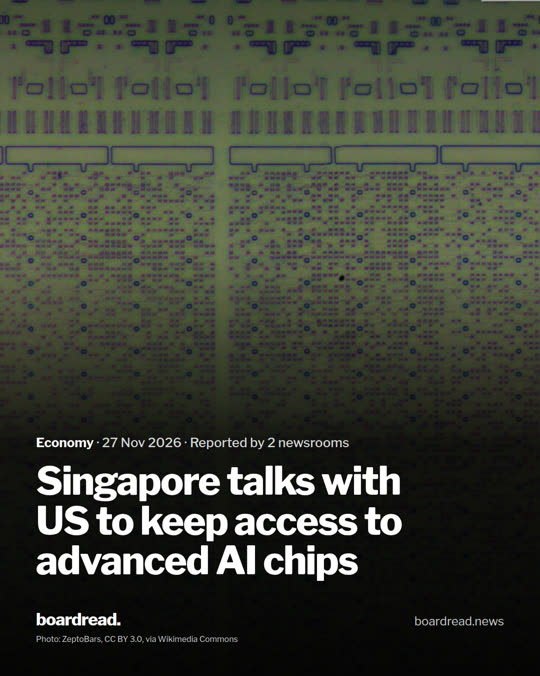 Economy · 27 Nov 2026 · Reported by 2 newsrooms
Singapore talks with
US to keep access to
advanced AI chips
boardread.
boardread.news
Photo: ZeptoBars, CC BY 3.0, via Wikimedia Commons